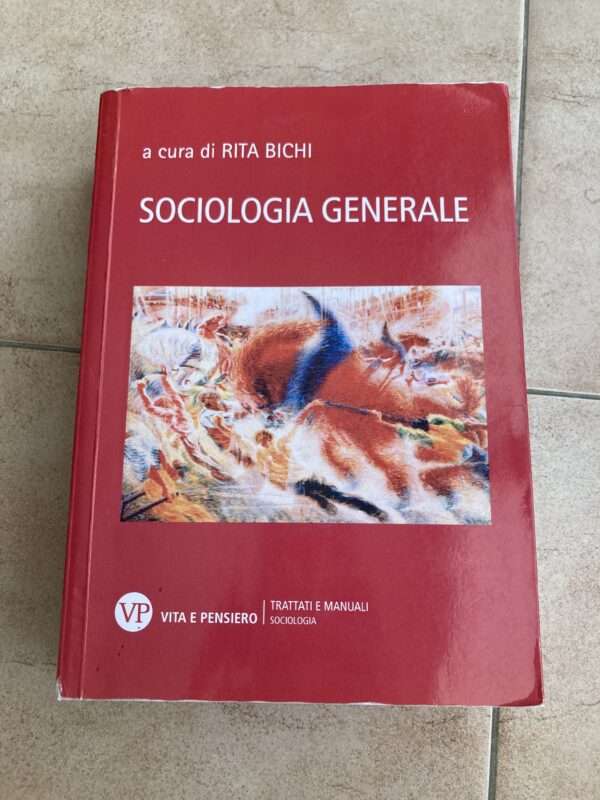 a cura di RITA BICHI
SOCIOLOGIA GENERALE
VP
VITA E PENSIERO
TRATTATI E MANUALI
SOCIOLOGIA